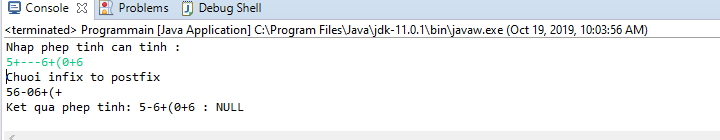 Console Problems Debug Shell
<terminated> Programmain [Java Application] C:\Program Files\Java\jdk-11.0.1\bin\javaw.exe (Oct 19, 2019, 10:03:56 AM)
Nhap phep tinh can tinh :
5+---6+(0+6
Chuoi infix to postfix
56-06+(+
Ket qua phep tinh: 5-6+(0+6 : NULL